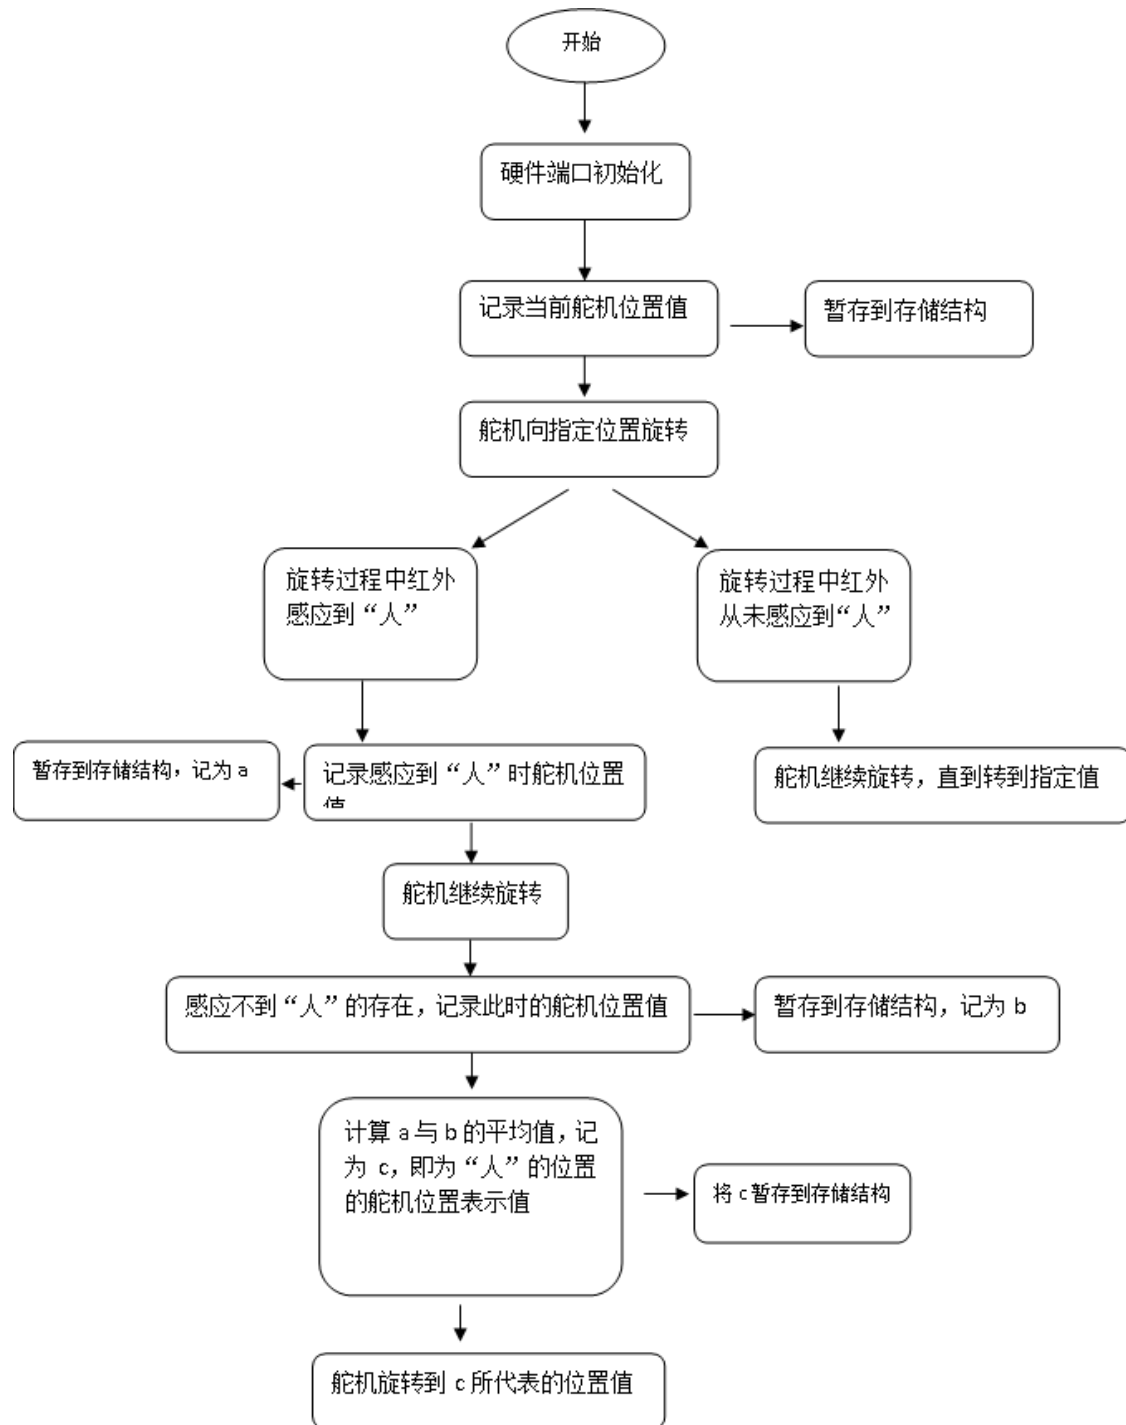 开始
硬件端口初始化
记录当前舵机位置值
暂存到存储结构
舵机向指定位置旋转
旋转过程中红外
感应到“人”
旋转过程中红外
从未感应到“人”
暂存到存储结构，记为 a
记录感应到“人”时舵机位置
值
舵机继续旋转，直到转到指定值
舵机继续旋转
感应不到“人”的存在，记录此时的舵机位置值
暂存到存储结构，记为 b
计算 a 与 b 的平均值，记
为 c，即为“人”的位置
的舵机位置表示值
将 c 暂存到存储结构
舵机旋转到 c 所代表的位置值